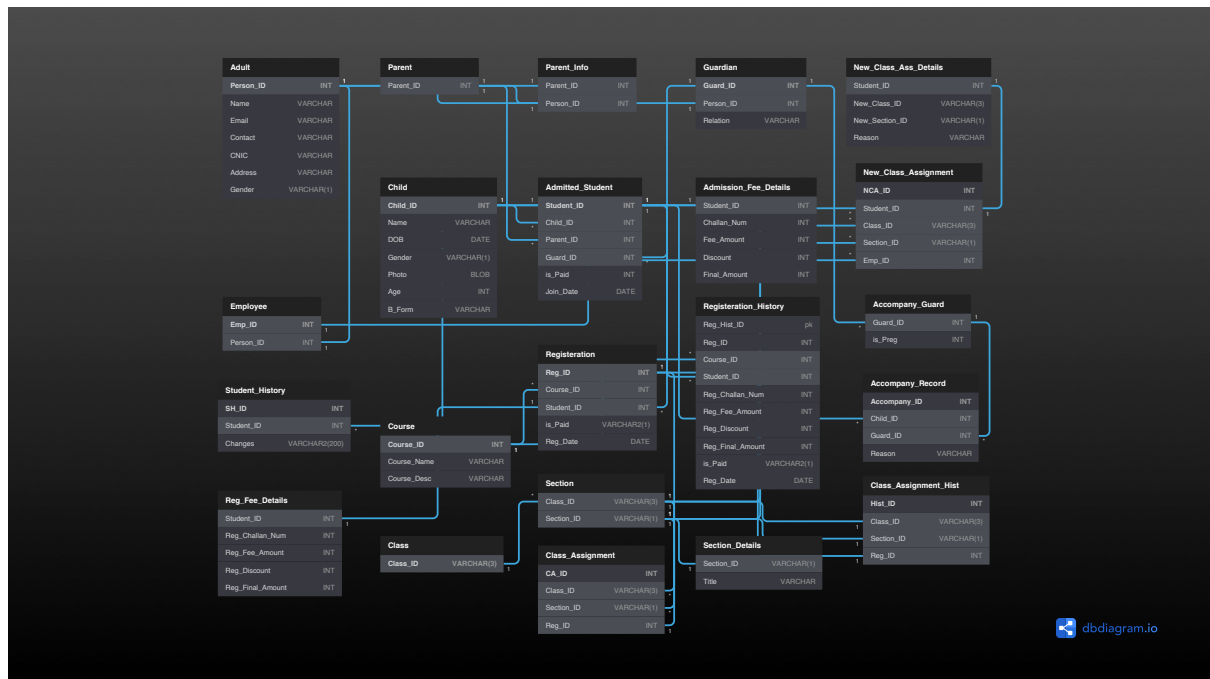 Adult
Person_ID INT
Name VARCHAR
Email VARCHAR
Contact VARCHAR
CNIC VARCHAR
Address VARCHAR
Gender VARCHAR(1)
Parent
Parent_ID INT
Parent_Info
Parent_ID INT
Person_ID INT
Guardian
Guard_ID INT
Person_ID INT
Relation VARCHAR
New_Class_Ass_Details
Student_ID INT
New_Class_ID VARCHAR(3)
New_Section_ID VARCHAR(1)
Reason VARCHAR
Child
Child_ID INT
Name VARCHAR
DOB DATE
Gender VARCHAR(1)
Photo BLOB
Age INT
B_Form VARCHAR
Admitted_Student
Student_ID INT
Child_ID INT
Parent_ID INT
Guard_ID INT
is_Paid INT
Join_Date DATE
Admission_Fee_Details
Student_ID INT
Challan_Num INT
Fee_Amount INT
Discount INT
Final_Amount INT
New_Class_Assignment
NCA_ID INT
Student_ID INT
Class_ID VARCHAR(3)
Section_ID VARCHAR(1)
Emp_ID INT
Employee
Emp_ID INT
Person_ID INT
Registeration_History
Reg_Hist_ID pk
Reg_ID INT
Course_ID INT
Student_ID INT
Reg_Challan_Num INT
Reg_Fee_Amount INT
Reg_Discount INT
Reg_Final_Amount INT
is_Paid VARCHAR2(1)
Reg_Date DATE
Accompany_Guard
Guard_ID INT
is_Preg INT
Registeration
Reg_ID INT
Course_ID INT
Student_ID INT
is_Paid VARCHAR2(1)
Reg_Date DATE
Student_History
SH_ID INT
Student_ID INT
Changes VARCHAR2(200)
Course
Course_ID INT
Course_Name VARCHAR
Course_Desc VARCHAR
Accompany_Record
Accompany_ID INT
Child_ID INT
Guard_ID INT
Reason VARCHAR
Reg_Fee_Details
Student_ID INT
Reg_Challan_Num INT
Reg_Fee_Amount INT
Reg_Discount INT
Reg_Final_Amount INT
Section
Class_ID VARCHAR(3)
Section_ID VARCHAR(1)
Class_Assignment_Hist
Hist_ID INT
Class_ID VARCHAR(3)
Section_ID VARCHAR(1)
Reg_ID INT
Class
Class_ID VARCHAR(3)
Class_Assignment
CA_ID INT
Class_ID VARCHAR(3)
Section_ID VARCHAR(1)
Reg_ID INT
Section_Details
Section_ID VARCHAR(1)
Title VARCHAR
dbdiagram.io